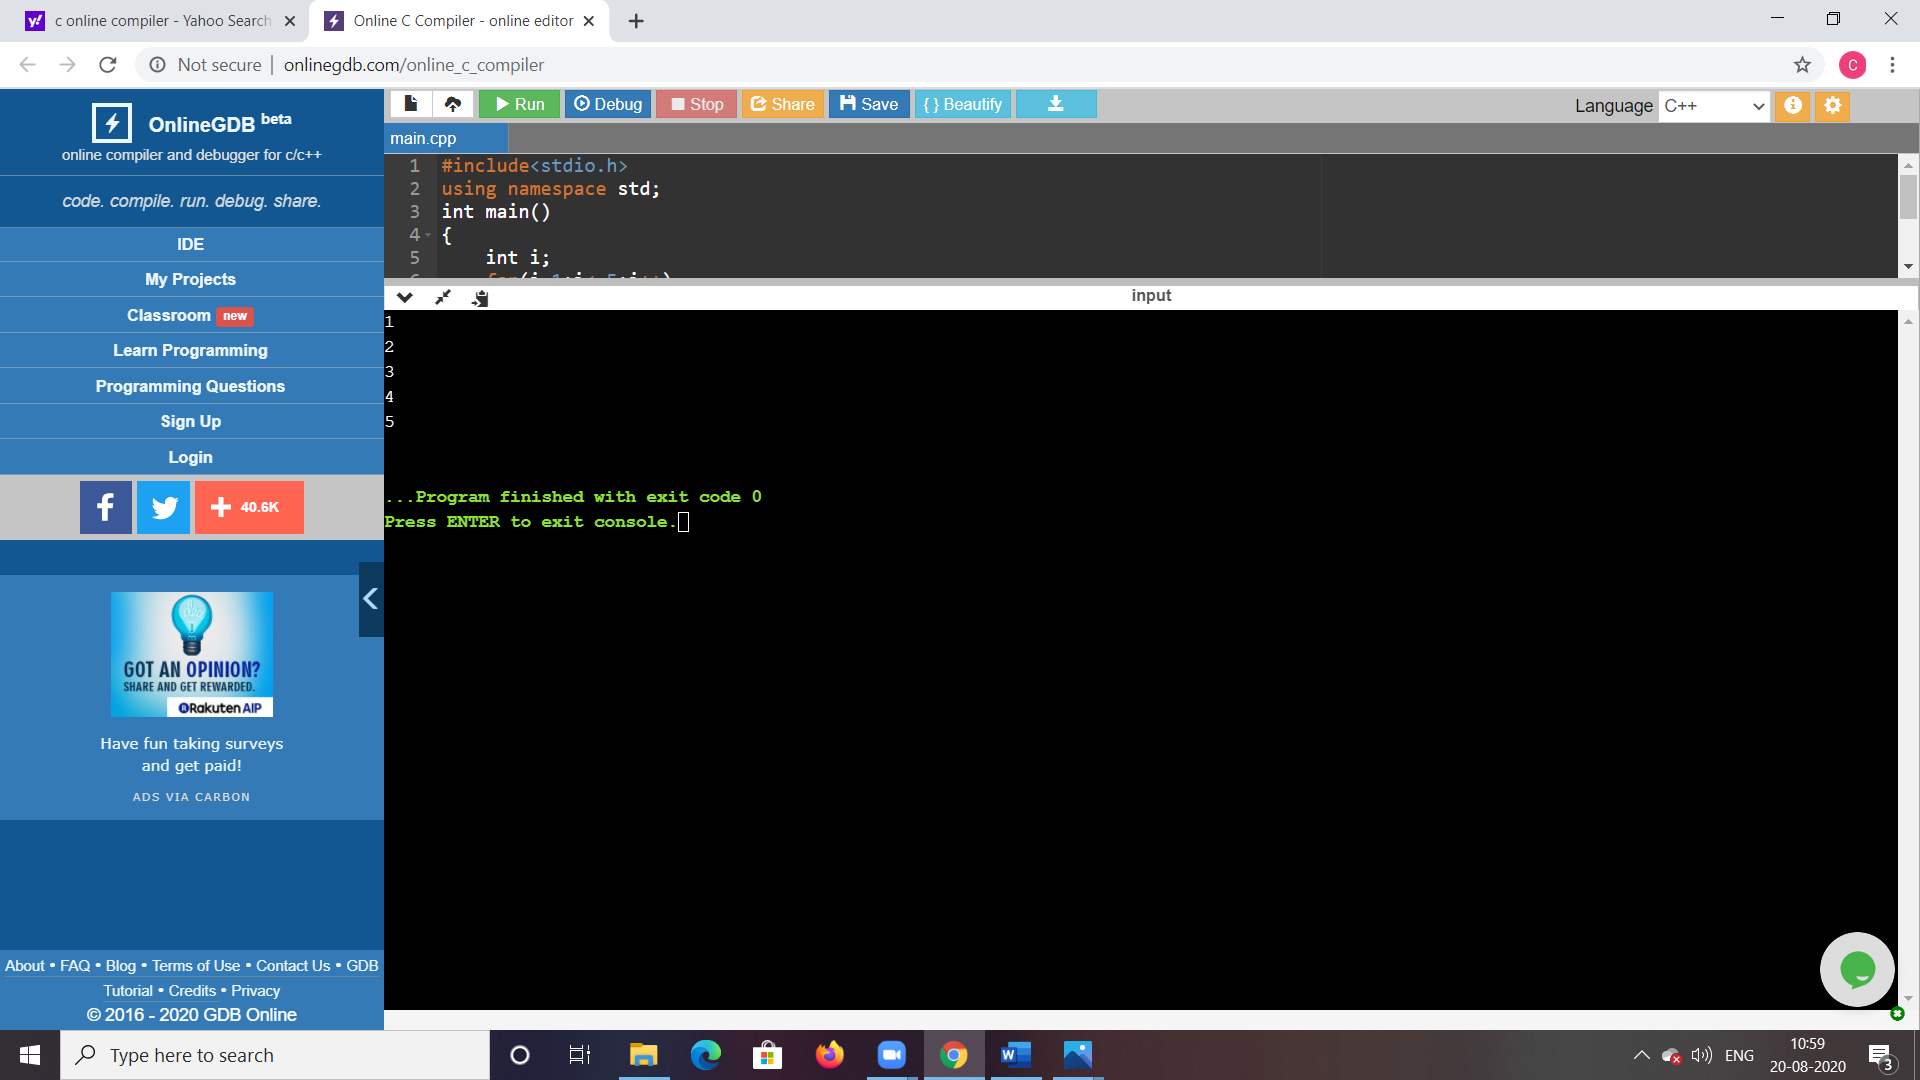 c online compiler - Yahoo Search
Online C Compiler - online editor
Not secure
onlinegdb.com/online_c_compiler
C
OnlineGDB beta
online compiler and debugger for c/c++
code. compile. run. debug. share.
IDE
My Projects
Classroom new
Learn Programming
Programming Questions
Sign Up
Login
40.6K
GOT AN OPINION?
SHARE AND GET REWARDED.
Rakuten AIP
Have fun taking surveys
and get paid!
ADS VIA CARBON
About • FAQ • Blog • Terms of Use • Contact Us • GDB
Tutorial • Credits • Privacy
© 2016 - 2020 GDB Online
Run Debug Stop Share Save { } Beautify
Language C++
main.cpp
1 #include<stdio.h>
2 using namespace std;
3 int main()
4 {
5 int i;
input
1
2
3
4
5
...Program finished with exit code 0
Press ENTER to exit console.
Type here to search
ENG
10:59
20-08-2020
3